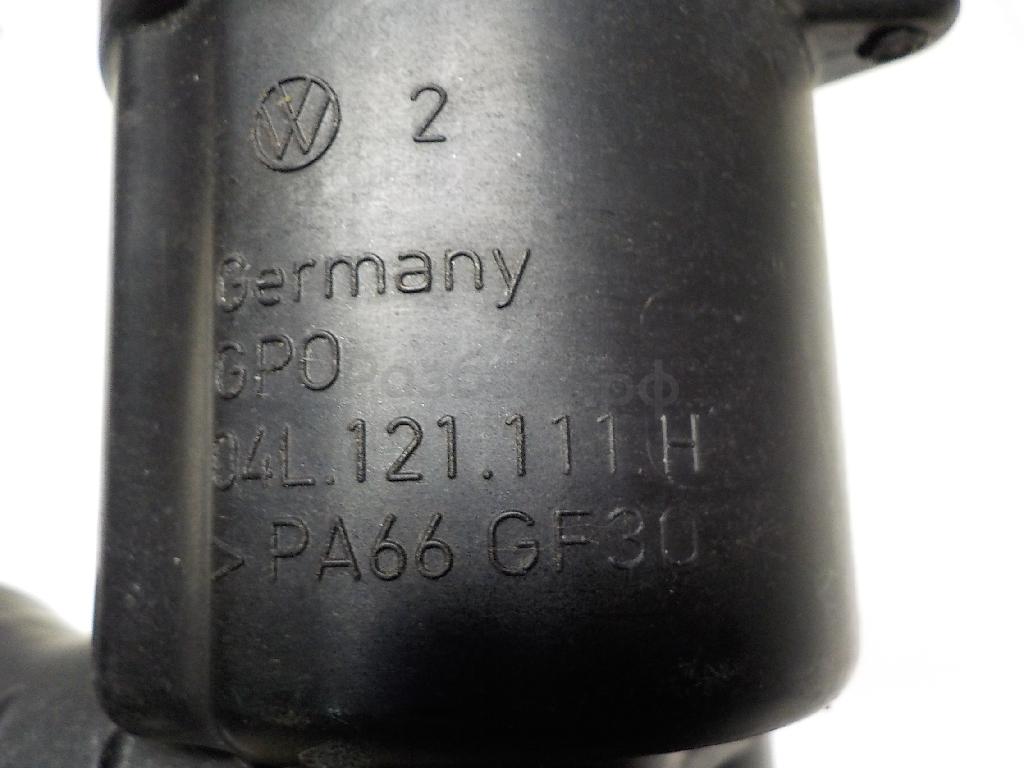 2
Germany
GPO
04L.121.111.H
>PA66 GF30